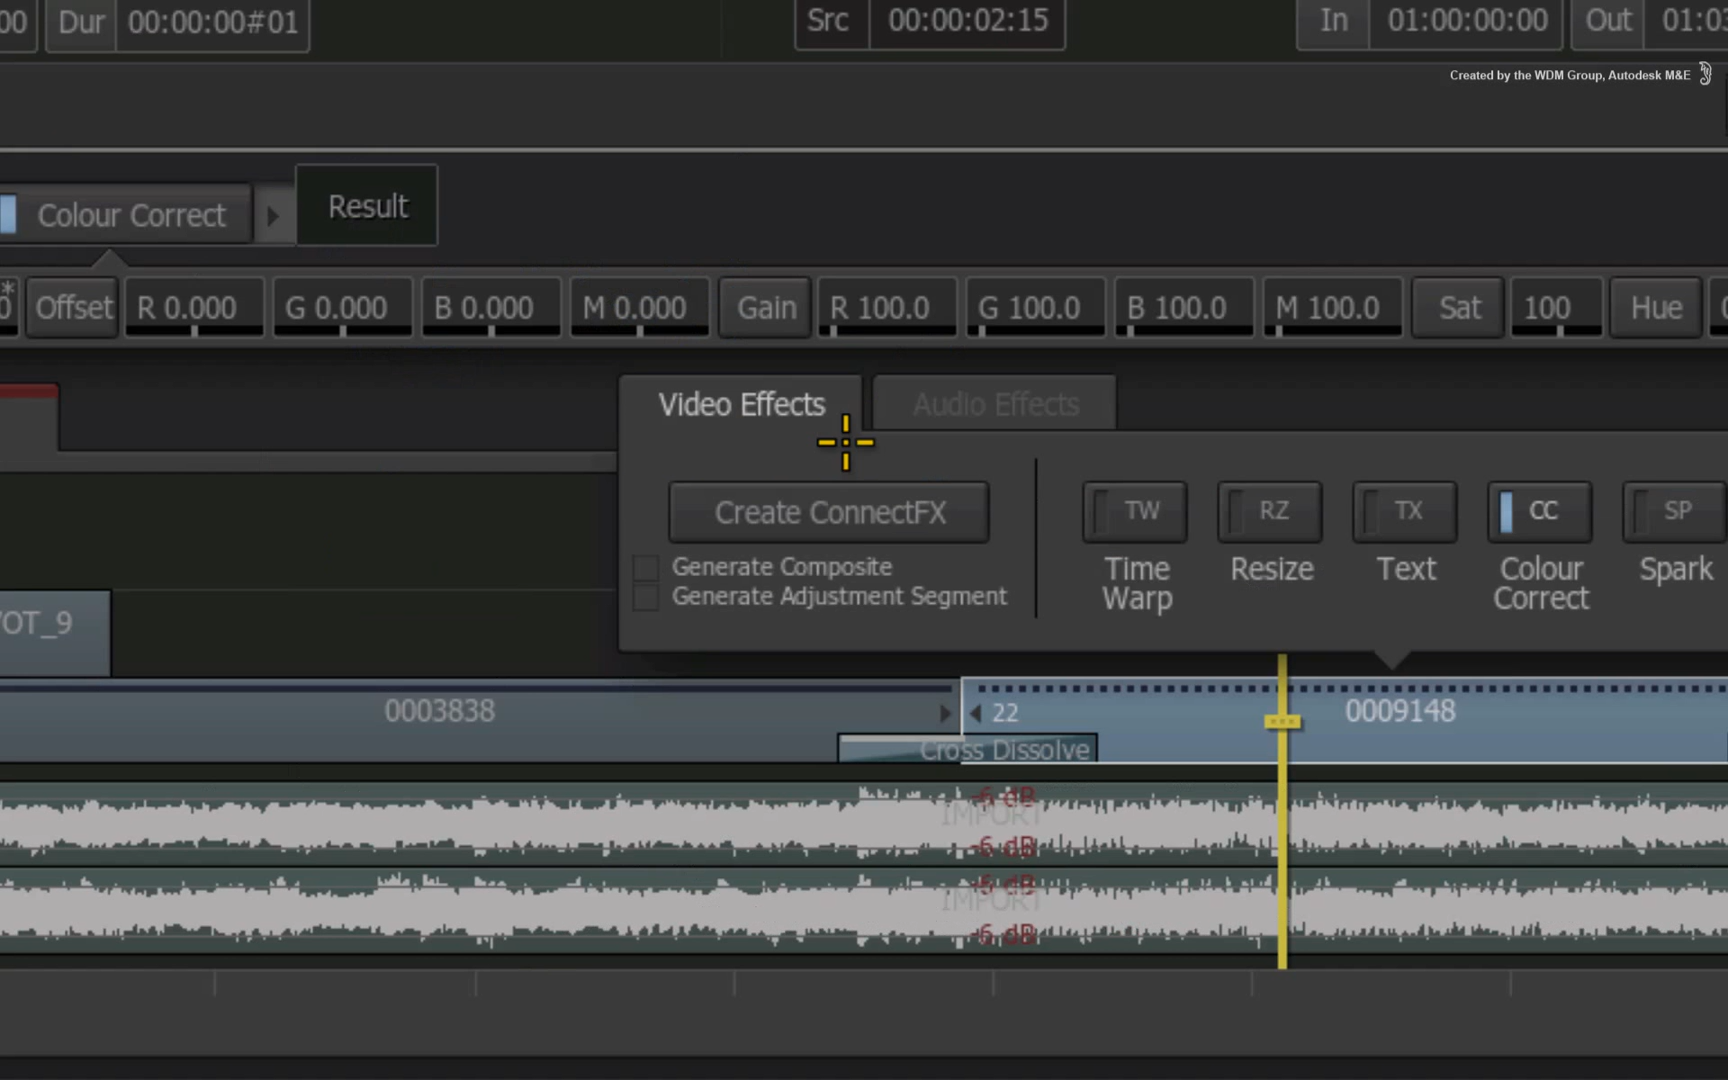 00 Dur 00:00:00#01 Src 00:00:02:15 In 01:00:00:00 Out 01:03
Created by the WDM Group, Autodesk M&E
Colour Correct Result
Offset R 0.000 G 0.000 B 0.000 M 0.000 Gain R 100.0 G 100.0 B 100.0 M 100.0 Sat 100 Hue
Video Effects Audio Effects
Create ConnectFX TW RZ TX CC SP
Generate Composite
Generate Adjustment Segment
Time Warp
Resize
Text
Colour Correct
Spark
OT_9
0003838 22 0009148
Cross Dissolve
-6 dB
IMPORT
-6 dB
-6 dB
IMPORT
-6 dB